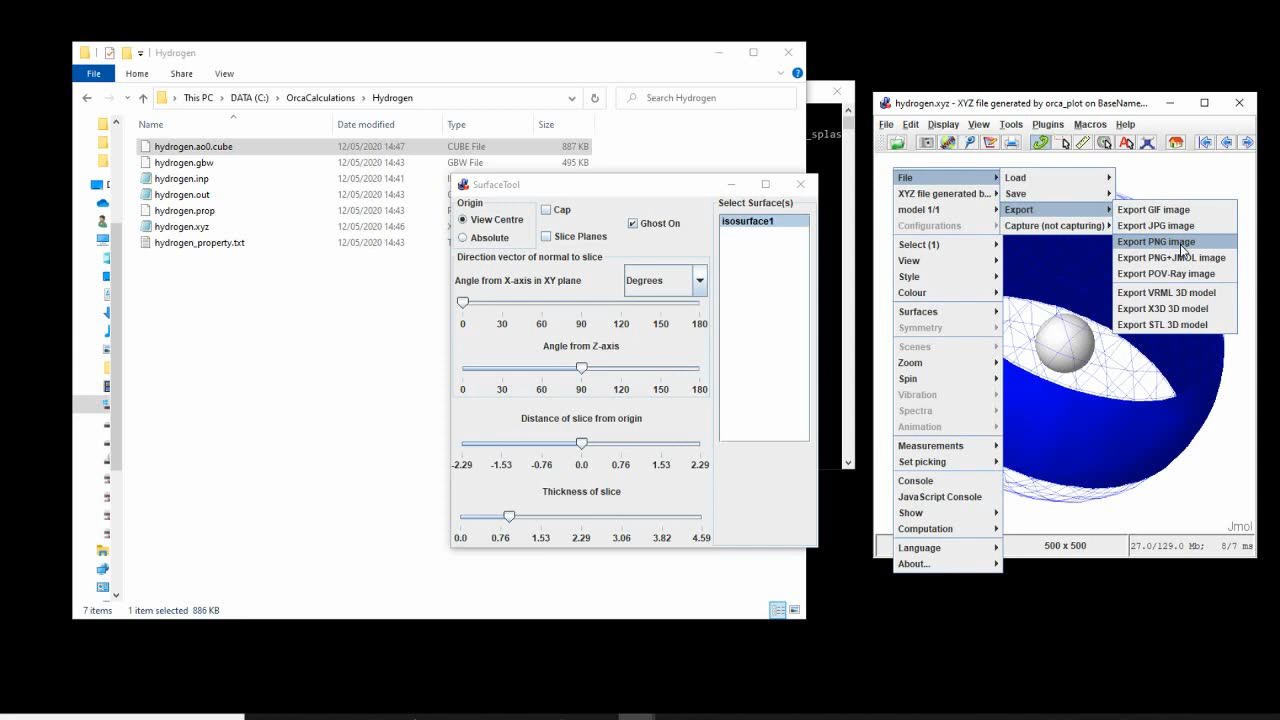 Hydrogen
File Home Share View
This PC DATA (C:) OrcaCalculations Hydrogen
Search Hydrogen
Name Date modified Type Size
hydrogen.ao0.cube 12/05/2020 14:47 CUBE File 887 KB
hydrogen.gbw 12/05/2020 14:43 GBW File 495 KB
hydrogen.inp 12/05/2020 14:41
hydrogen.out 12/05/2020 14:43
hydrogen.prop 12/05/2020 14:43
hydrogen.xyz 12/05/2020 14:46
hydrogen_property.txt 12/05/2020 14:43
7 items 1 item selected 886 KB
_splas
SurfaceTool
Origin
View Centre
Absolute
Cap
Slice Planes
Ghost On
Select Surface(s)
isosurface1
Direction vector of normal to slice
Angle from X-axis in XY plane Degrees
0 30 60 90 120 150 180
Angle from Z-axis
0 30 60 90 120 150 180
Distance of slice from origin
-2.29 -1.53 -0.76 0.0 0.76 1.53 2.29
Thickness of slice
0.0 0.76 1.53 2.29 3.06 3.82 4.59
hydrogen.xyz - XYZ file generated by orca_plot on BaseName...
File Edit Display View Tools Plugins Macros Help
File
XYZ file generated b...
model 1/1
Configurations
Select (1)
View
Style
Colour
Surfaces
Symmetry
Scenes
Zoom
Spin
Vibration
Spectra
Animation
Measurements
Set picking
Console
JavaScript Console
Show
Computation
Language
About...
Load
Save
Export
Capture (not capturing)
Export GIF image
Export JPG image
Export PNG image
Export PNG+JMOL image
Export POV-Ray image
Export VRML 3D model
Export X3D 3D model
Export STL 3D model
Jmol
500 x 500 27.0/129.0 Mb; 8/7 ms